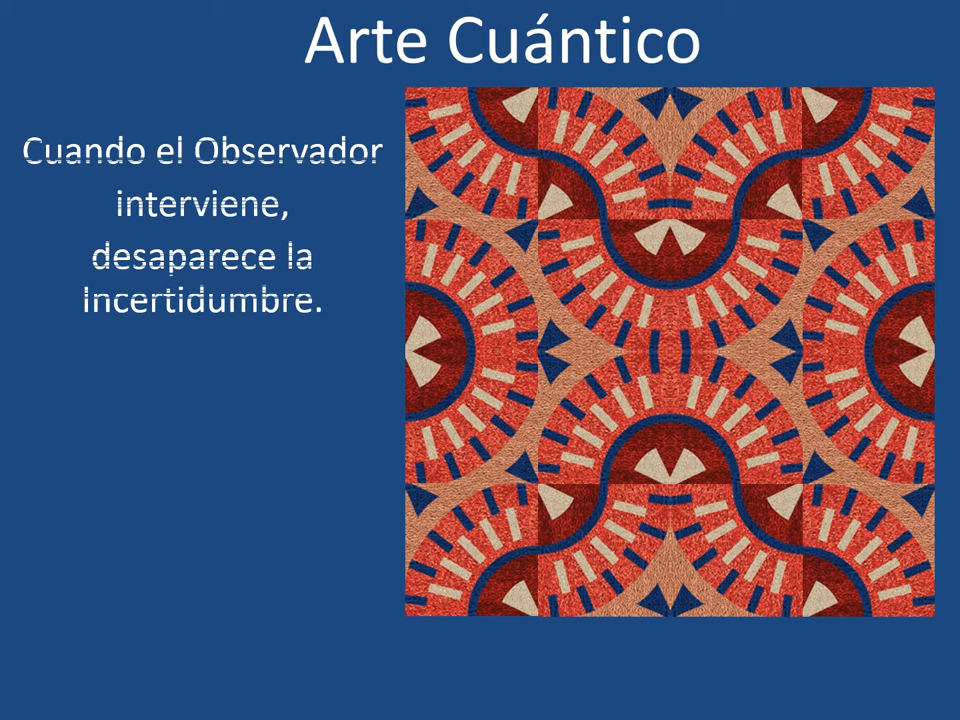 Arte Cuántico
Cuando el Observador
interviene,
desaparece la
Incertidumbre.